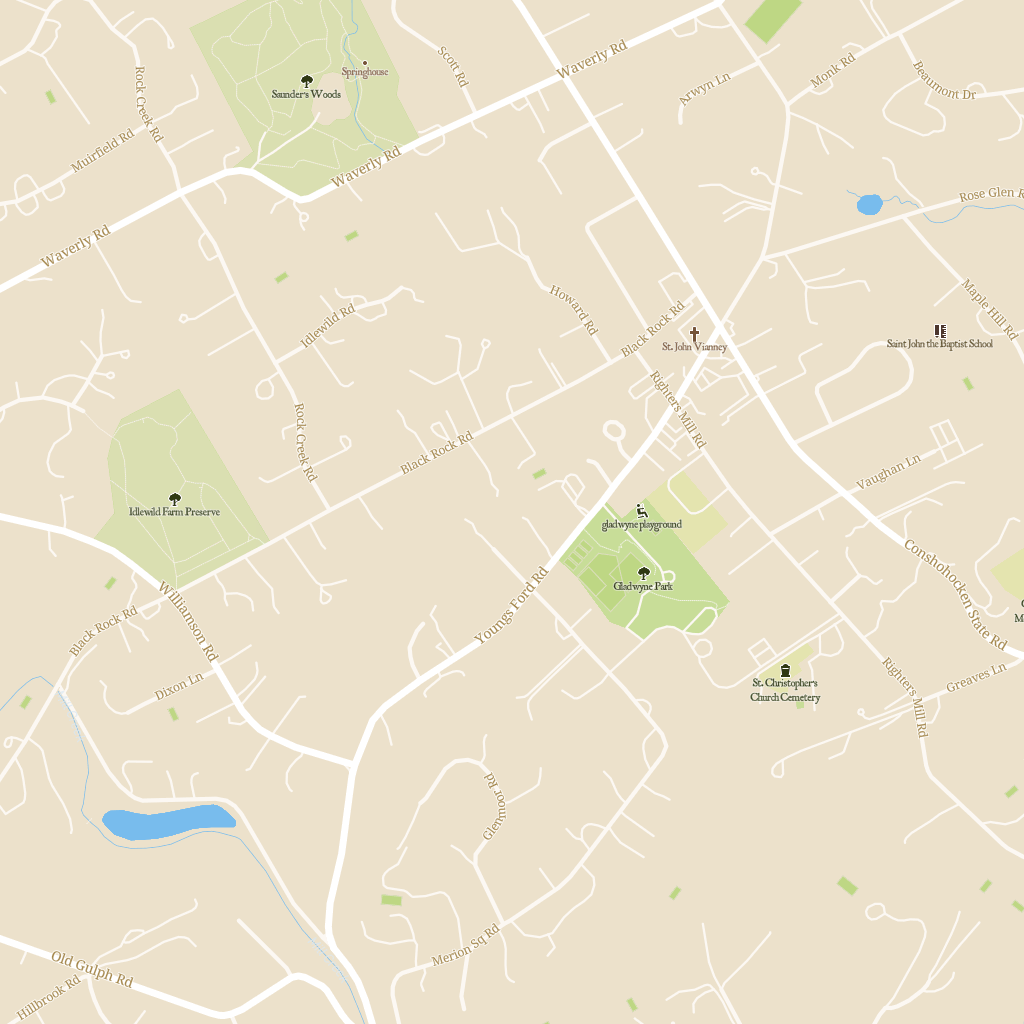 Waverly Rd
Scott Rd
Springhouse
Saunder's Woods
Rock Creek Rd
Arwyn Ln
Monk Rd
Beaumont Dr
Muirfield Rd
Waverly Rd
Rose Glen R
Waverly Rd
Howard Rd
Idlewild Rd
Maple Hill Rd
Black Rock Rd
St. John Vianney
Saint John the Baptist School
Righters Mill Rd
Rock Creek Rd
Black Rock Rd
Vaughan Ln
Idlewild Farm Preserve
gladwyne playground
Conshohocken State Rd
Gladwyne Park
Youngs Ford Rd
Williamson Rd
Black Rock Rd
Dixon Ln
St. Christopher's
Church Cemetery
Righters Mill Rd
Greaves Ln
Glenmoor Rd
Merion Sq Rd
Old Gulph Rd
Hillbrook Rd